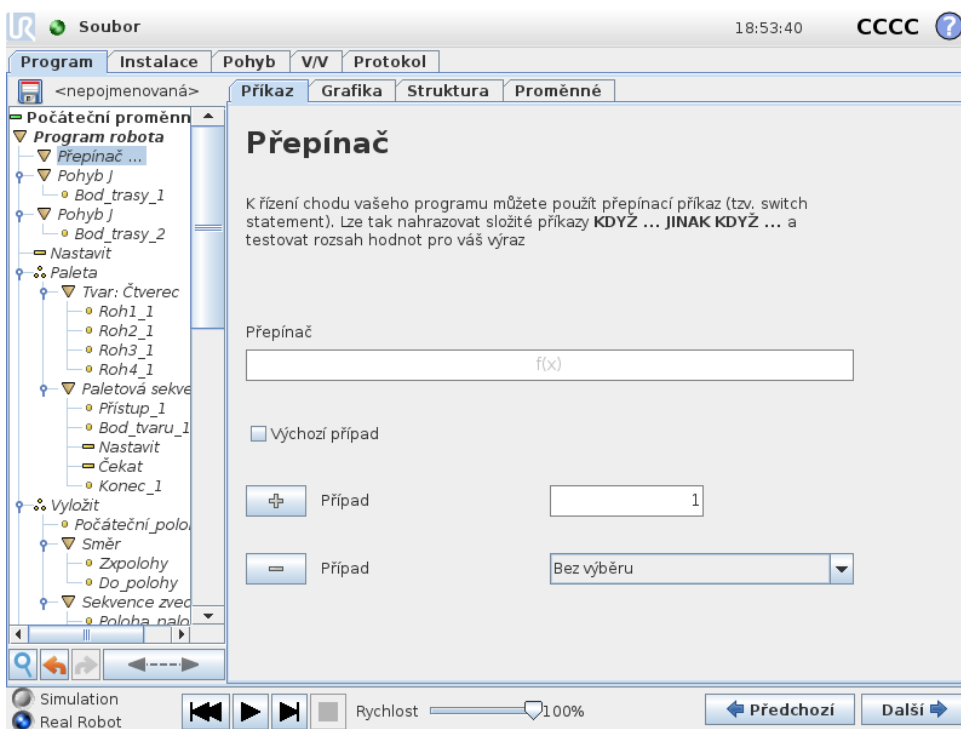 Soubor
18:53:40
CCCC
?
Program
Instalace
Pohyb
V/V
Protokol
<nepojmenovaná>
Příkaz
Grafika
Struktura
Proměnné
Počáteční proměnn
Program robota
Přepínač ...
Pohyb J
Bod_trasy_1
Pohyb J
Bod_trasy_2
Nastavit
Paleta
Tvar: Čtverec
Roh1_1
Roh2_1
Roh3_1
Roh4_1
Paletová sekve
Přístup_1
Bod_tvaru_1
Nastavit
Čekat
Konec_1
Vyložit
Počáteční_polo
Směr
Zxpolohy
Do_polohy
Sekvence zved
Poloha_nalo
Přepínač
K řízení chodu vašeho programu můžete použít přepínací příkaz (tzv. switch
statement). Lze tak nahrazovat složité příkazy KDYŽ ... JINAK KDYŽ ... a
testovat rozsah hodnot pro váš výraz
Přepínač
f(x)
Výchozí případ
Případ
1
Případ
Bez výběru
Simulation
Real Robot
Rychlost
100%
Předchozí
Další